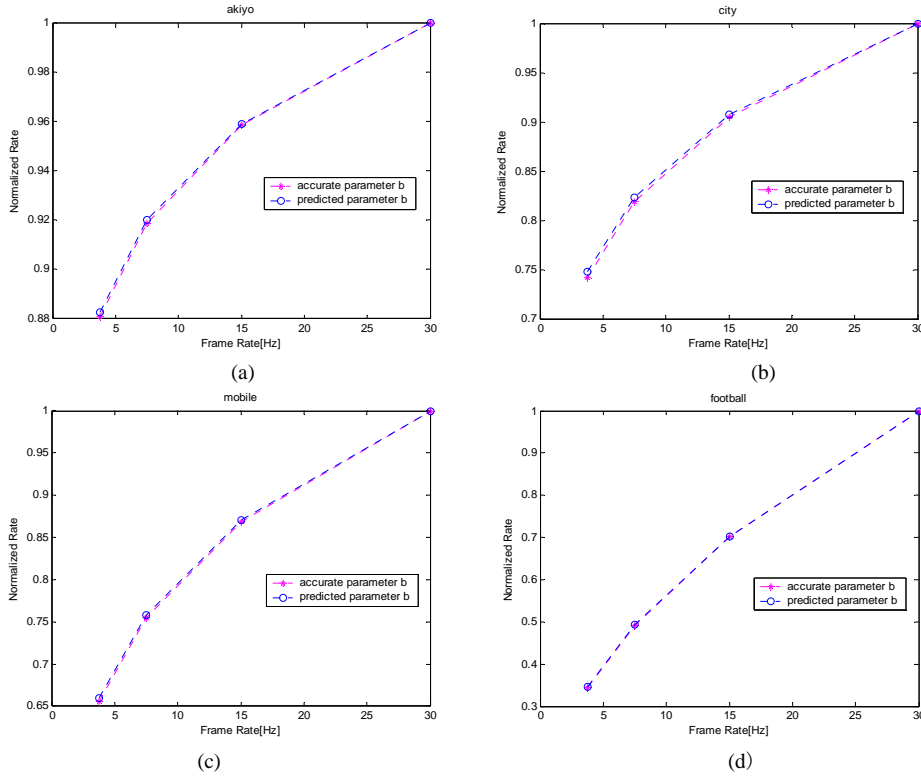 akiyo
1
0.98
0.96
0.94
0.92
0.9
0.88
Normalized Rate
accurate parameter b
predicted parameter b
0 5 10 15 20 25 30
Frame Rate[Hz]
(a)
city
1
0.95
0.9
0.85
0.8
0.75
0.7
Normalized Rate
accurate parameter b
predicted parameter b
0 5 10 15 20 25 30
Frame Rate[Hz]
(b)
mobile
1
0.95
0.9
0.85
0.8
0.75
0.7
0.65
Normalized Rate
accurate parameter b
predicted parameter b
0 5 10 15 20 25 30
Frame Rate[Hz]
(c)
football
1
0.9
0.8
0.7
0.6
0.5
0.4
0.3
Normalized Rate
accurate parameter b
predicted parameter b
0 5 10 15 20 25 30
Frame Rate[Hz]
(d)